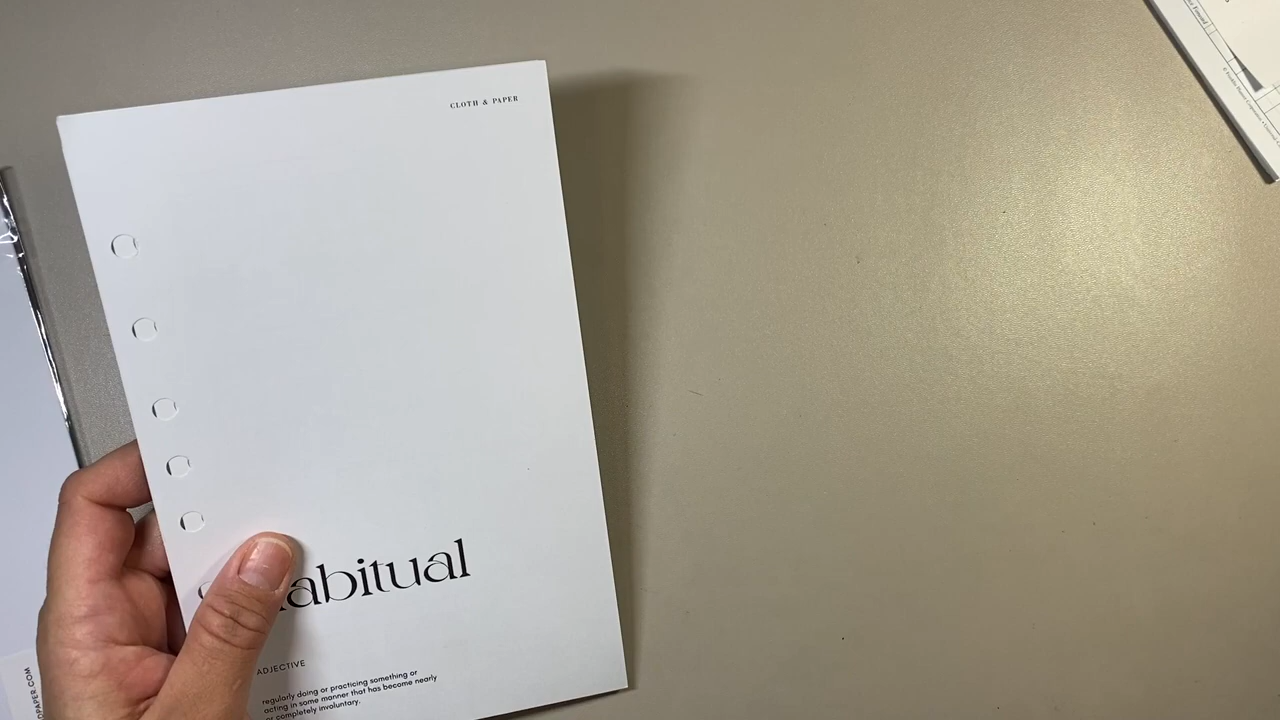 CLOTH & PAPER
abitual
ADJECTIVE
regularly doing or practicing something or
acting in some manner that has become nearly
or completely involuntary.